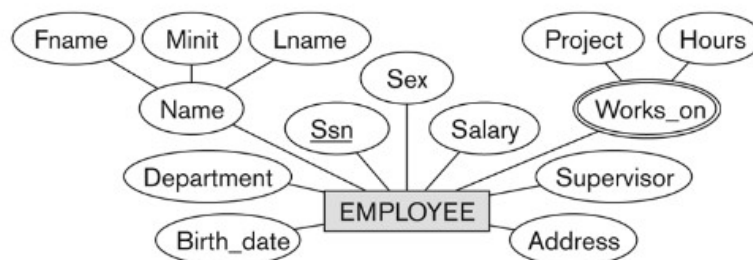 Fname
Minit
Lname
Project
Hours
Name
Sex
Works_on
Ssn
Salary
Department
Supervisor
EMPLOYEE
Birth_date
Address